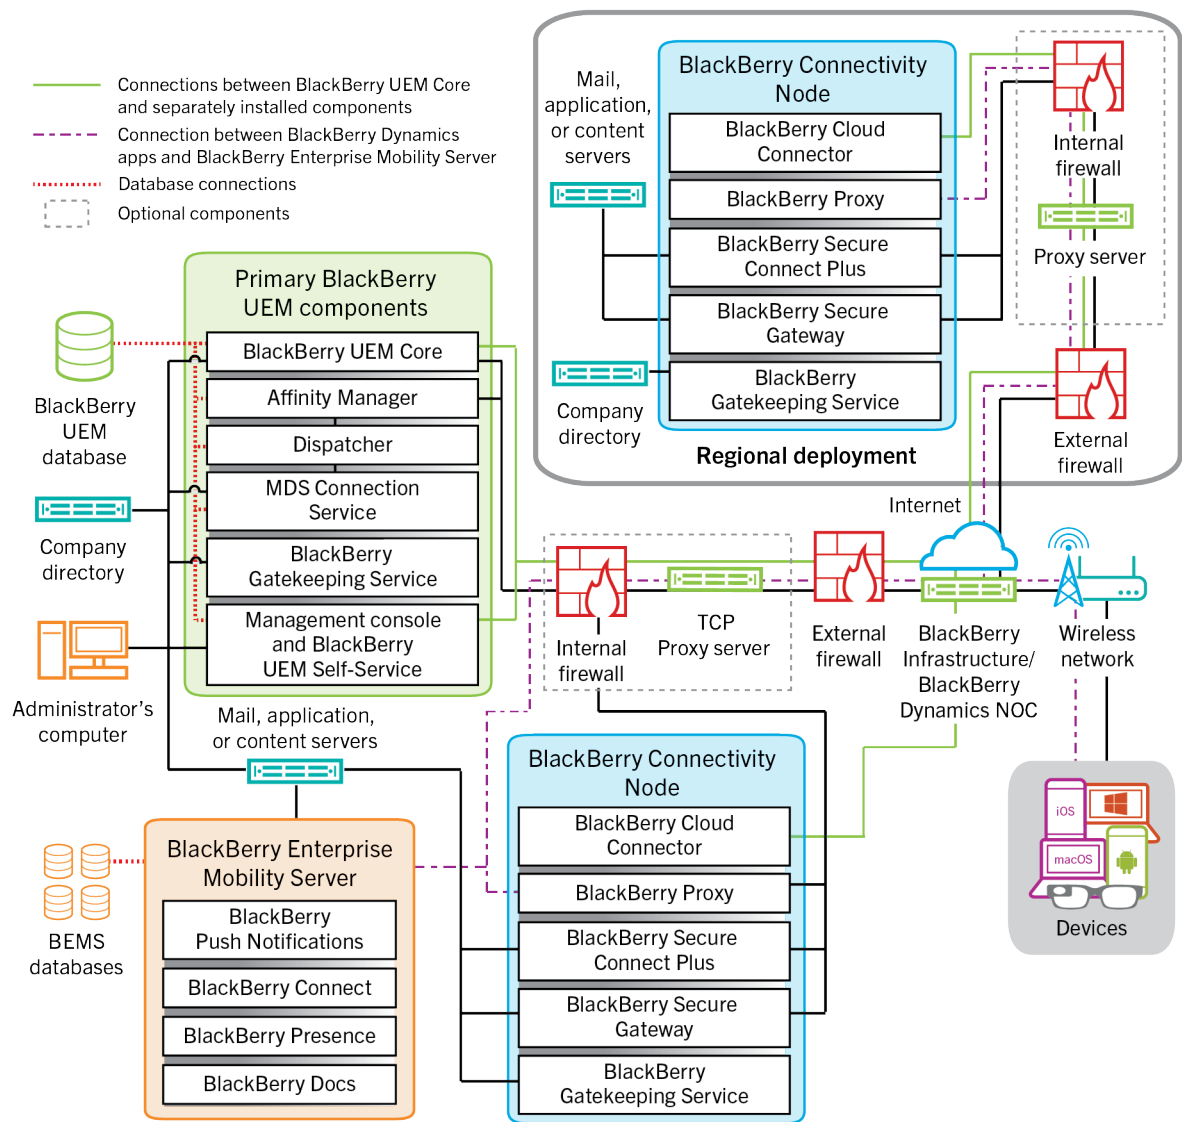 Connections between BlackBerry UEM Core
and separately installed components
Connection between BlackBerry Dynamics
apps and BlackBerry Enterprise Mobility Server
Database connections
Optional components
Mail,
application,
or content
servers
BlackBerry Connectivity
Node
BlackBerry Cloud
Connector
BlackBerry Proxy
BlackBerry Secure
Connect Plus
BlackBerry Secure
Gateway
BlackBerry
Gatekeeping Service
Company
directory
Regional deployment
Internal
firewall
Proxy server
External
firewall
Primary BlackBerry
UEM components
BlackBerry UEM Core
Affinity Manager
Dispatcher
MDS Connection
Service
BlackBerry
Gatekeeping Service
Management console
and BlackBerry
UEM Self-Service
BlackBerry
UEM
database
Company
directory
Administrator's
computer
Internet
Internal
firewall
TCP
Proxy server
External
firewall
BlackBerry
Infrastructure/
BlackBerry
Dynamics NOC
Wireless
network
Mail, application,
or content servers
BlackBerry Enterprise
Mobility Server
BlackBerry
Push Notifications
BlackBerry Connect
BlackBerry Presence
BlackBerry Docs
BEMS
databases
BlackBerry Connectivity
Node
BlackBerry Cloud
Connector
BlackBerry Proxy
BlackBerry Secure
Connect Plus
BlackBerry Secure
Gateway
BlackBerry
Gatekeeping Service
iOS
macOS
Devices